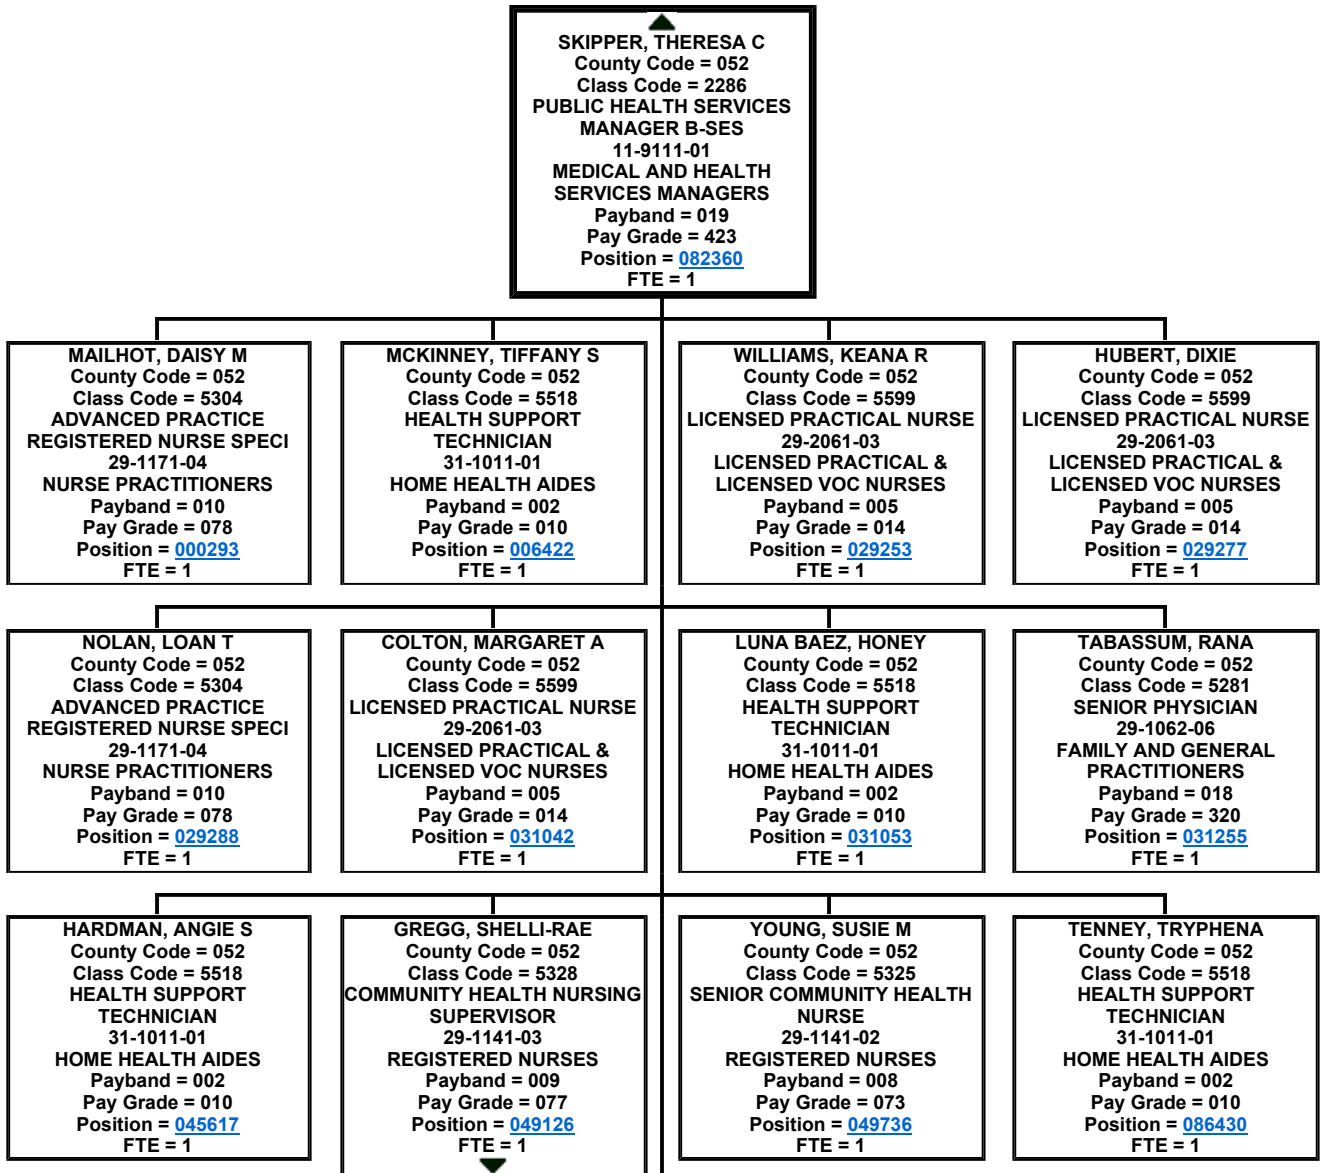 SKIPPER, THERESA C
County Code = 052
Class Code = 2286
PUBLIC HEALTH SERVICES
MANAGER B-SES
11-9111-01
MEDICAL AND HEALTH
SERVICES MANAGERS
Payband = 019
Pay Grade = 423
Position = 082360
FTE = 1
MAILHOT, DAISY M
County Code = 052
Class Code = 5304
ADVANCED PRACTICE
REGISTERED NURSE SPECI
29-1171-04
NURSE PRACTITIONERS
Payband = 010
Pay Grade = 078
Position = 000293
FTE = 1
MCKINNEY, TIFFANY S
County Code = 052
Class Code = 5518
HEALTH SUPPORT
TECHNICIAN
31-1011-01
HOME HEALTH AIDES
Payband = 002
Pay Grade = 010
Position = 006422
FTE = 1
WILLIAMS, KEANA R
County Code = 052
Class Code = 5599
LICENSED PRACTICAL NURSE
29-2061-03
LICENSED PRACTICAL &
LICENSED VOC NURSES
Payband = 005
Pay Grade = 014
Position = 029253
FTE = 1
HUBERT, DIXIE
County Code = 052
Class Code = 5599
LICENSED PRACTICAL NURSE
29-2061-03
LICENSED PRACTICAL &
LICENSED VOC NURSES
Payband = 005
Pay Grade = 014
Position = 029277
FTE = 1
NOLAN, LOAN T
County Code = 052
Class Code = 5304
ADVANCED PRACTICE
REGISTERED NURSE SPECI
29-1171-04
NURSE PRACTITIONERS
Payband = 010
Pay Grade = 078
Position = 029288
FTE = 1
COLTON, MARGARET A
County Code = 052
Class Code = 5599
LICENSED PRACTICAL NURSE
29-2061-03
LICENSED PRACTICAL &
LICENSED VOC NURSES
Payband = 005
Pay Grade = 014
Position = 031042
FTE = 1
LUNA BAEZ, HONEY
County Code = 052
Class Code = 5518
HEALTH SUPPORT
TECHNICIAN
31-1011-01
HOME HEALTH AIDES
Payband = 002
Pay Grade = 010
Position = 031053
FTE = 1
TABASSUM, RANA
County Code = 052
Class Code = 5281
SENIOR PHYSICIAN
29-1062-06
FAMILY AND GENERAL
PRACTITIONERS
Payband = 018
Pay Grade = 320
Position = 031255
FTE = 1
HARDMAN, ANGIE S
County Code = 052
Class Code = 5518
HEALTH SUPPORT
TECHNICIAN
31-1011-01
HOME HEALTH AIDES
Payband = 002
Pay Grade = 010
Position = 045617
FTE = 1
GREGG, SHELLI-RAE
County Code = 052
Class Code = 5328
COMMUNITY HEALTH NURSING
SUPERVISOR
29-1141-03
REGISTERED NURSES
Payband = 009
Pay Grade = 077
Position = 049126
FTE = 1
YOUNG, SUSIE M
County Code = 052
Class Code = 5325
SENIOR COMMUNITY HEALTH
NURSE
29-1141-02
REGISTERED NURSES
Payband = 008
Pay Grade = 073
Position = 049736
FTE = 1
TENNEY, TRYPHENA
County Code = 052
Class Code = 5518
HEALTH SUPPORT
TECHNICIAN
31-1011-01
HOME HEALTH AIDES
Payband = 002
Pay Grade = 010
Position = 086430
FTE = 1